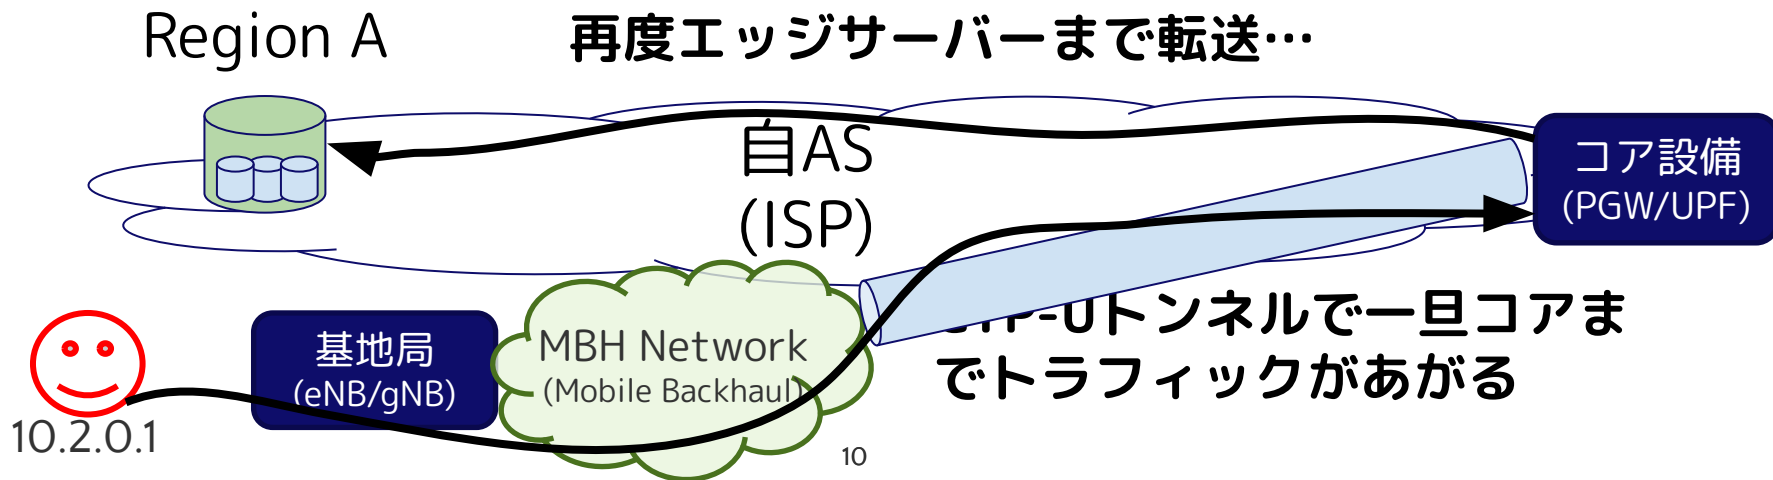 Region A
再度エッジサーバーまで転送…
自AS
(ISP)
コア設備
(PGW/UPF)
基地局
(eNB/gNB)
MBH Network
(Mobile Backhaul)
GTP-Uトンネルで一旦コアま
でトラフィックがあがる
10.2.0.1
10